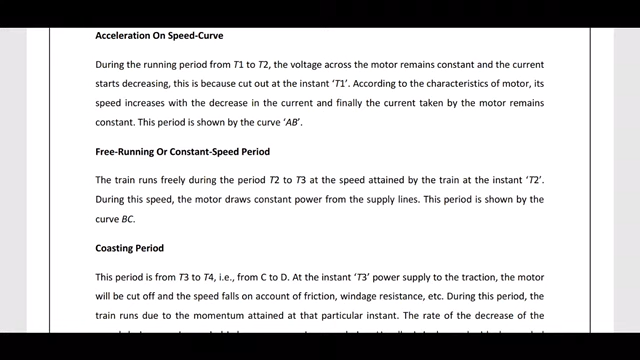 Acceleration On Speed-Curve
During the running period from T1 to T2, the voltage across the motor remains constant and the current
starts decreasing, this is because cut out at the instant ‘T1’. According to the characteristics of motor, its
speed increases with the decrease in the current and finally the current taken by the motor remains
constant. This period is shown by the curve ‘AB’.
Free-Running Or Constant-Speed Period
The train runs freely during the period T2 to T3 at the speed attained by the train at the instant ‘T2’.
During this speed, the motor draws constant power from the supply lines. This period is shown by the
curve BC.
Coasting Period
This period is from T3 to T4, i.e., from C to D. At the instant ‘T3’ power supply to the traction, the motor
will be cut off and the speed falls on account of friction, windage resistance, etc. During this period, the
train runs due to the momentum attained at that particular instant. The rate of the decrease of the